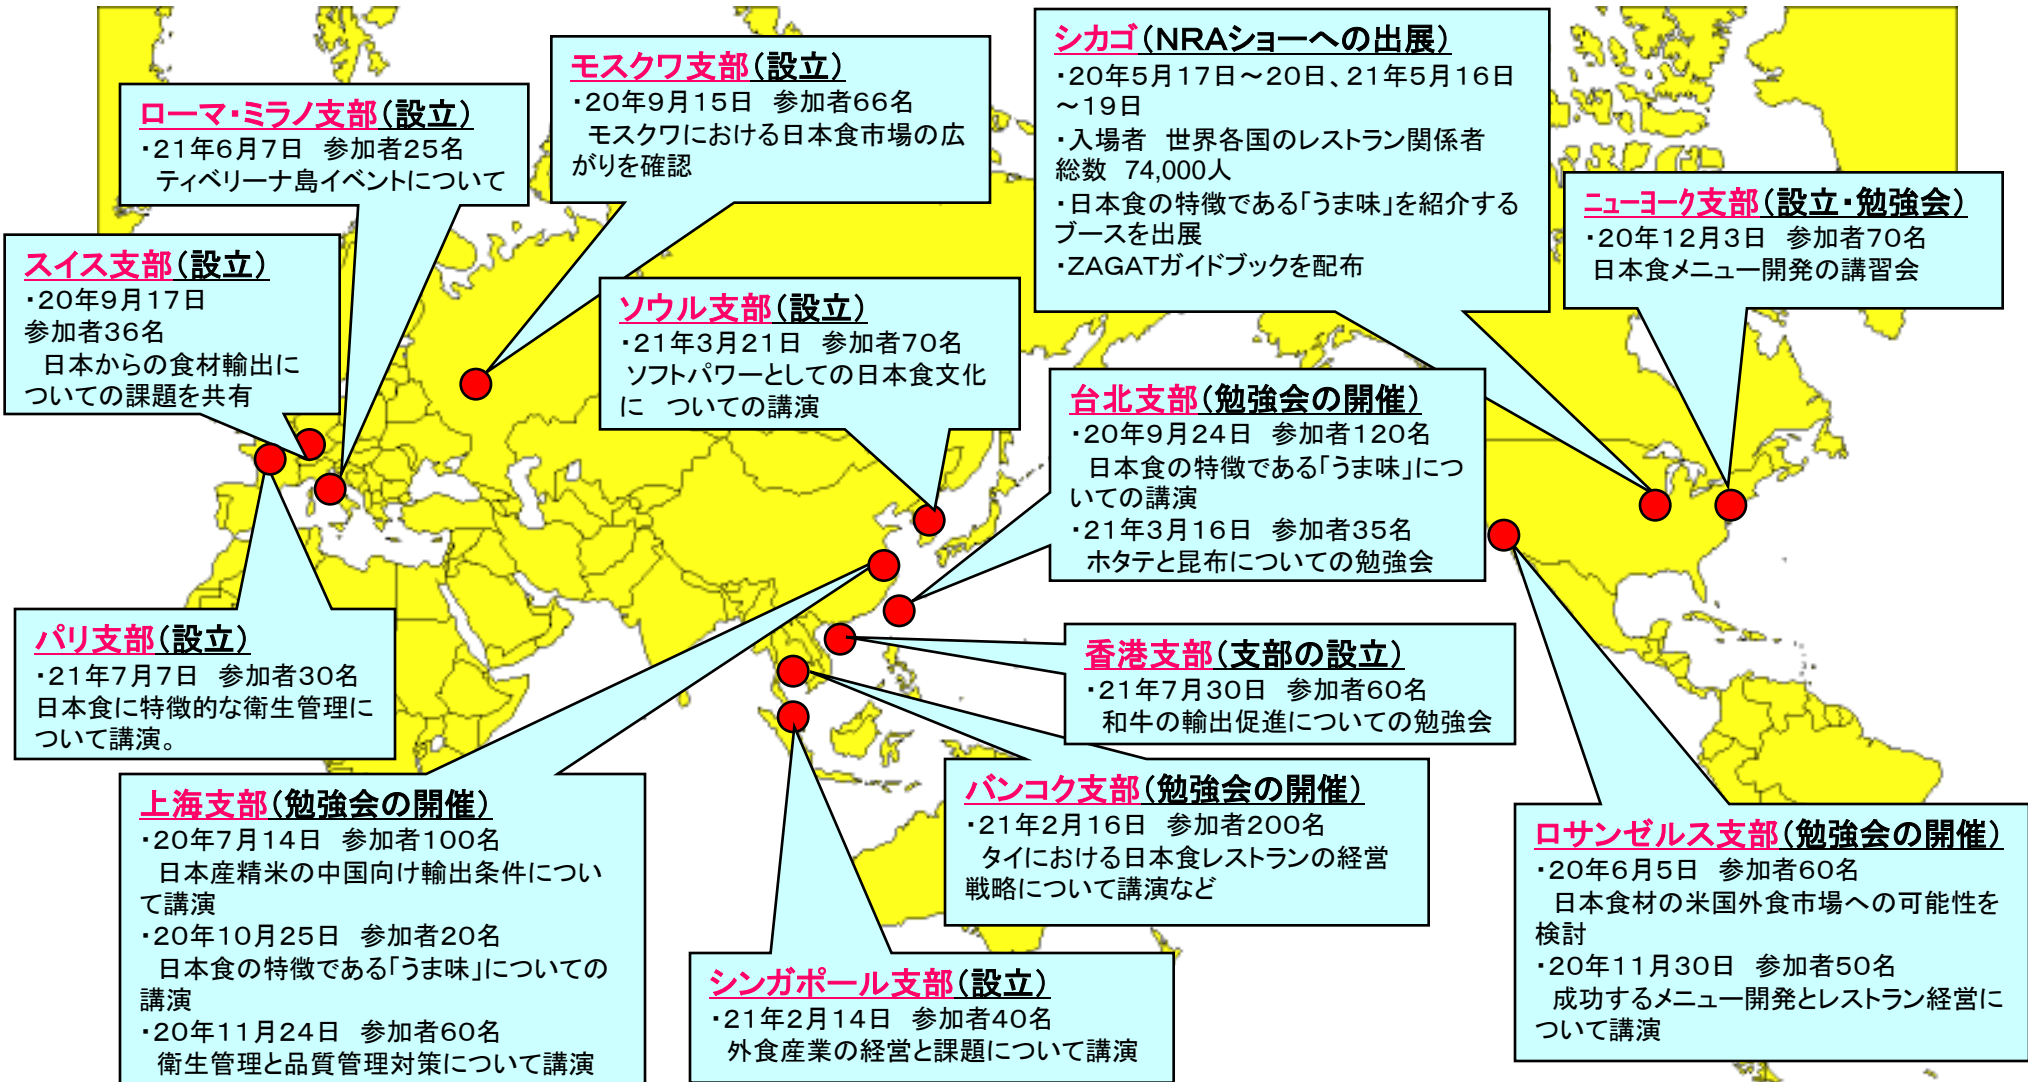 モスクワ支部(設立)
・20年9月15日　参加者66名
モスクワにおける日本食市場の広
がりを確認
シカゴ(NRAショーへの出展)
・20年5月17日～20日、21年5月16日
～19日
・入場者　世界各国のレストラン関係者
総数　74,000人
・日本食の特徴である「うま味」を紹介する
ブースを出展
・ZAGATガイドブックを配布
ローマ・ミラノ支部(設立)
・21年6月7日　参加者25名
ティベリーナ島イベントについて
ニューヨーク支部(設立・勉強会)
・20年12月3日　参加者70名
日本食メニュー開発の講習会
スイス支部(設立)
・20年9月17日
参加者36名
日本からの食材輸出に
ついての課題を共有
ソウル支部(設立)
・21年3月21日　参加者70名
ソフトパワーとしての日本食文化
に　ついての講演
台北支部(勉強会の開催)
・20年9月24日　参加者120名
日本食の特徴である「うま味」につ
いての講演
・21年3月16日　参加者35名
ホタテと昆布についての勉強会
パリ支部(設立)
・21年7月7日　参加者30名
日本食に特徴的な衛生管理に
ついて講演。
香港支部(支部の設立)
・21年7月30日　参加者60名
和牛の輸出促進についての勉強会
上海支部(勉強会の開催)
・20年7月14日　参加者100名
日本産精米の中国向け輸出条件につい
て講演
・20年10月25日　参加者20名
日本食の特徴である「うま味」についての
講演
・20年11月24日　参加者60名
衛生管理と品質管理対策について講演
バンコク支部(勉強会の開催)
・21年2月16日　参加者200名
タイにおける日本食レストランの経営
戦略について講演など
シンガポール支部(設立)
・21年2月14日　参加者40名
外食産業の経営と課題について講演
ロサンゼルス支部(勉強会の開催)
・20年6月5日　参加者60名
日本食材の米国外食市場への可能性を
検討
・20年11月30日　参加者50名
成功するメニュー開発とレストラン経営に
ついて講演